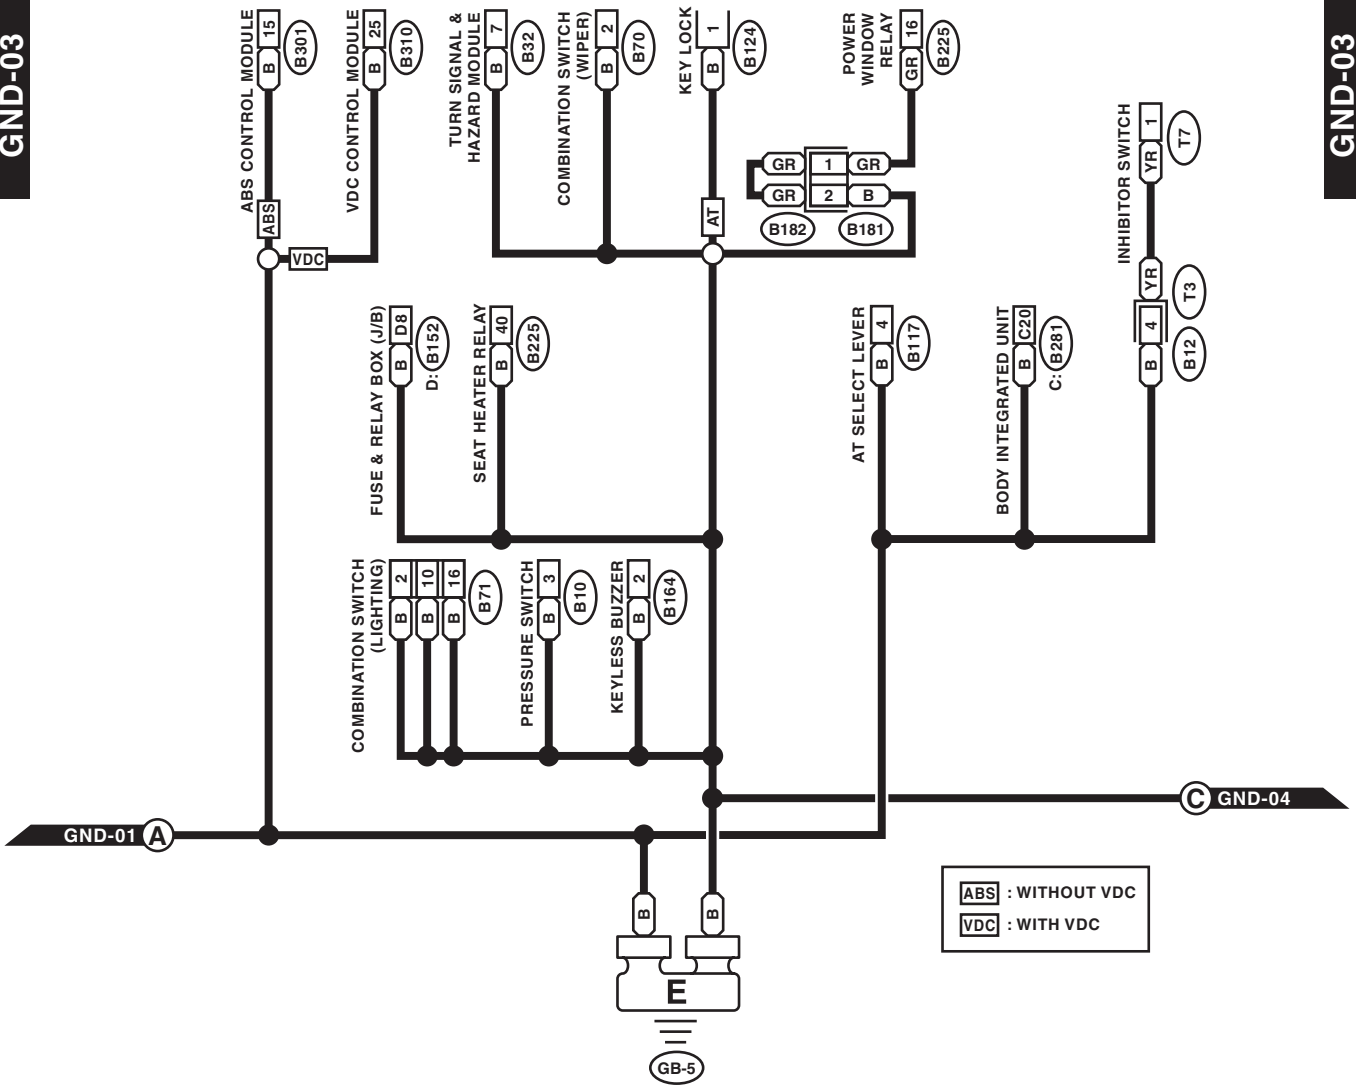 GND-03
GND-03
ABS CONTROL MODULE
15
B
B301
ABS
VDC CONTROL MODULE
25
B
B310
VDC
TURN SIGNAL &
HAZARD MODULE
7
B
B32
COMBINATION SWITCH
(WIPER)
2
B
B70
KEY LOCK
1
B
B124
AT
POWER
WINDOW
RELAY
16
GR
B225
GR 1 GR
GR 2 B
B182 B181
INHIBITOR SWITCH
1
YR
T7
YR
T3
4
B
B12
FUSE & RELAY BOX (J/B)
D8
B
D: B152
SEAT HEATER RELAY
40
B
B225
AT SELECT LEVER
4
B
B117
BODY INTEGRATED UNIT
C20
B
C: B281
COMBINATION SWITCH
(LIGHTING)
2 10 16
B B B
B71
PRESSURE SWITCH
3
B
B10
KEYLESS BUZZER
2
B
B164
C GND-04
GND-01 A
B B
E
GB-5
ABS : WITHOUT VDC
VDC : WITH VDC